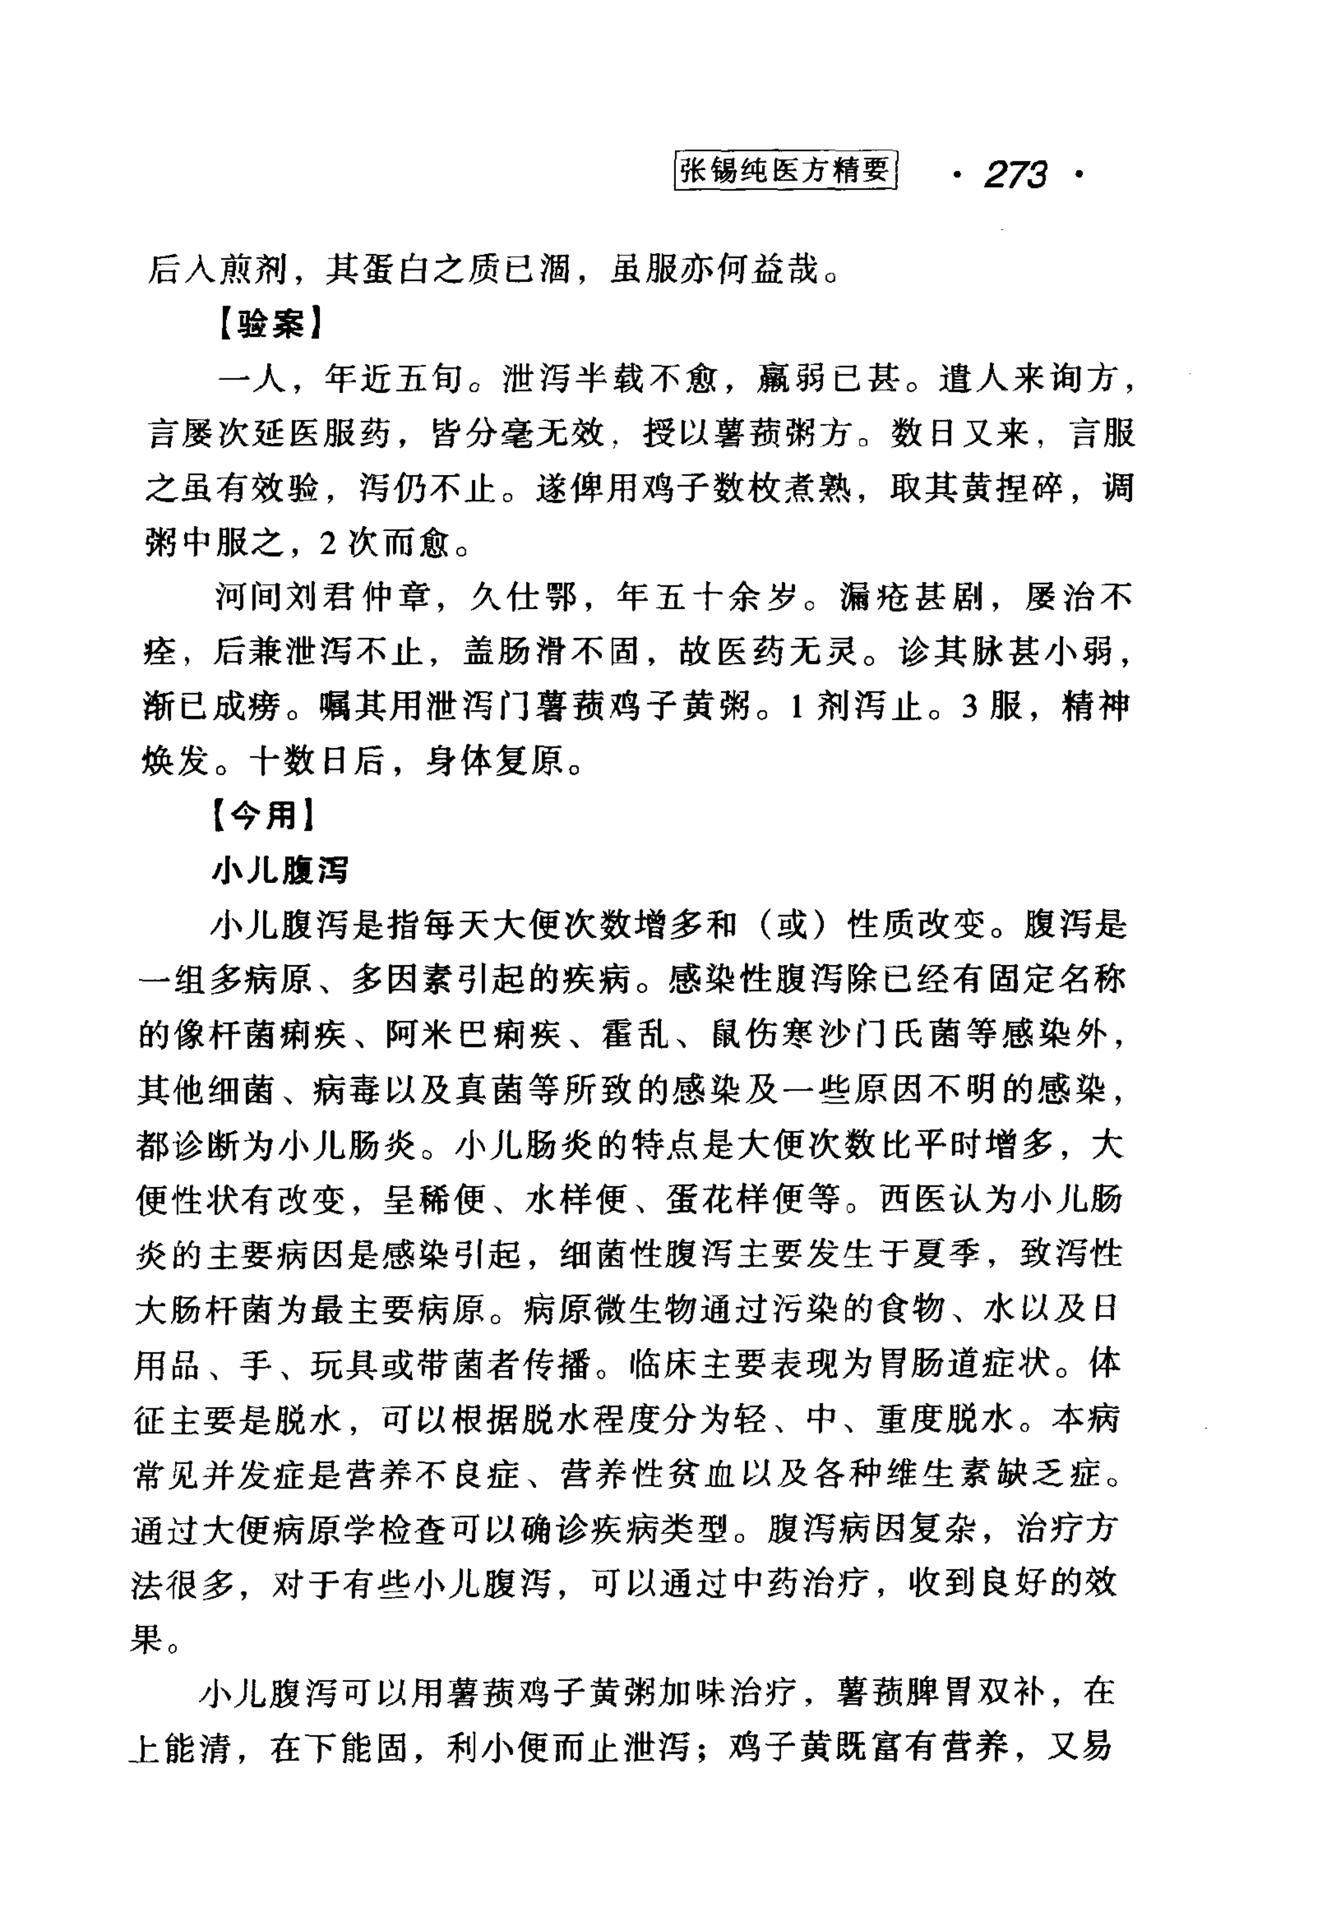 张锡纯医方精要 · 273 ·
后入煎剂，其蛋白之质已涸，虽服亦何益哉。
【验案】
一人，年近五旬。泄泻半载不愈，羸弱已甚。遣人来询方，
言屡次延医服药，皆分毫无效，授以薯蓣粥方。数日又来，言服
之虽有效验，泻仍不止。遂俾用鸡子数枚煮熟，取其黄捏碎，调
粥中服之，2 次而愈。
河间刘君仲章，久仕鄂，年五十余岁。漏疮甚剧，屡治不
痊，后兼泄泻不止，盖肠滑不固，故医药无灵。诊其脉甚小弱，
渐已成痨。嘱其用泄泻门薯蓣鸡子黄粥。1 剂泻止。3 服，精神
焕发。十数日后，身体复原。
【今用】
小儿腹泻
小儿腹泻是指每天大便次数增多和（或）性质改变。腹泻是
一组多病原、多因素引起的疾病。感染性腹泻除已经有固定名称
的像杆菌痢疾、阿米巴痢疾、霍乱、鼠伤寒沙门氏菌等感染外，
其他细菌、病毒以及真菌等所致的感染及一些原因不明的感染，
都诊断为小儿肠炎。小儿肠炎的特点是大便次数比平时增多，大
便性状有改变，呈稀便、水样便、蛋花样便等。西医认为小儿肠
炎的主要病因是感染引起，细菌性腹泻主要发生于夏季，致泻性
大肠杆菌为最主要病原。病原微生物通过污染的食物、水以及日
用品、手、玩具或带菌者传播。临床主要表现为胃肠道症状。体
征主要是脱水，可以根据脱水程度分为轻、中、重度脱水。本病
常见并发症是营养不良症、营养性贫血以及各种维生素缺乏症。
通过大便病原学检查可以确诊疾病类型。腹泻病因复杂，治疗方
法很多，对于有些小儿腹泻，可以通过中药治疗，收到良好的效
果。
小儿腹泻可以用薯蓣鸡子黄粥加味治疗，薯蓣脾胃双补，在
上能清，在下能固，利小便而止泄泻；鸡子黄既富有营养，又易